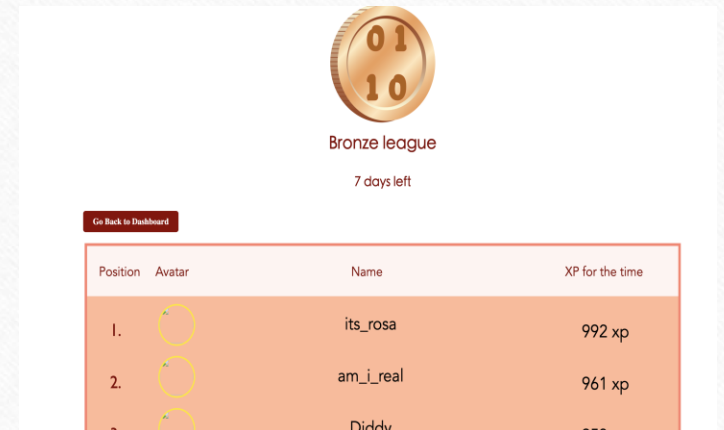 01
10
Bronze league
7 days left
Go Back to Dashboard
Position Avatar Name XP for the time
1. its_rosa 992 xp
2. am_i_real 961 xp
Diddy